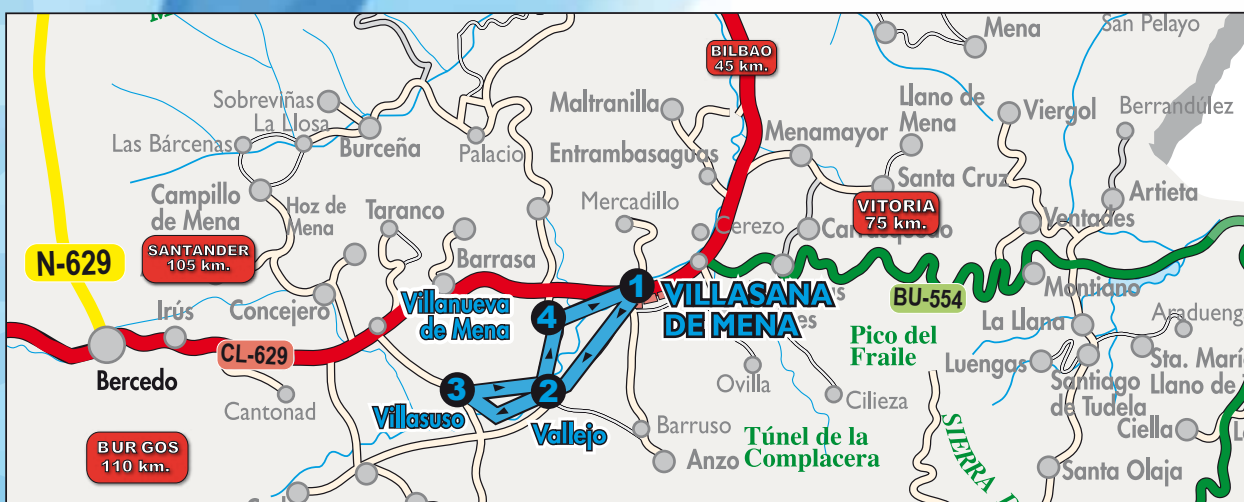 Mena
San Pelayo
BILBAO
45 km.
Sobreviñas
La Llosa
Las Bárcenas
Burceña
Palacio
Maltranilla
Llano de
Mena
Viergol
Berrandúlez
Menamayor
Entrambasaguas
Santa Cruz
Artieta
Campillo
de Mena
Hoz de
Mena
Taranco
Mercadillo
Cerezo
VITORIA
75 km.
Ventades
SANTANDER
105 km.
N-629
Barrasa
Montiano
BU-554
Irús
Concejero
Villanueva
de Mena
1
VILLASANA
DE MENA
4
Pico del
Fraile
La Llana
CL-629
Luengas
Bercedo
Cantonad
3
Villasuso
2
Vallejo
Ovilla
Cilieza
Santiago
de Tudela
Sta. Marí
Llano de
Barruso
Anzo
Túnel de la
Complacera
SIERRA
Ciella
Santa Olaja
BURGOS
110 km.